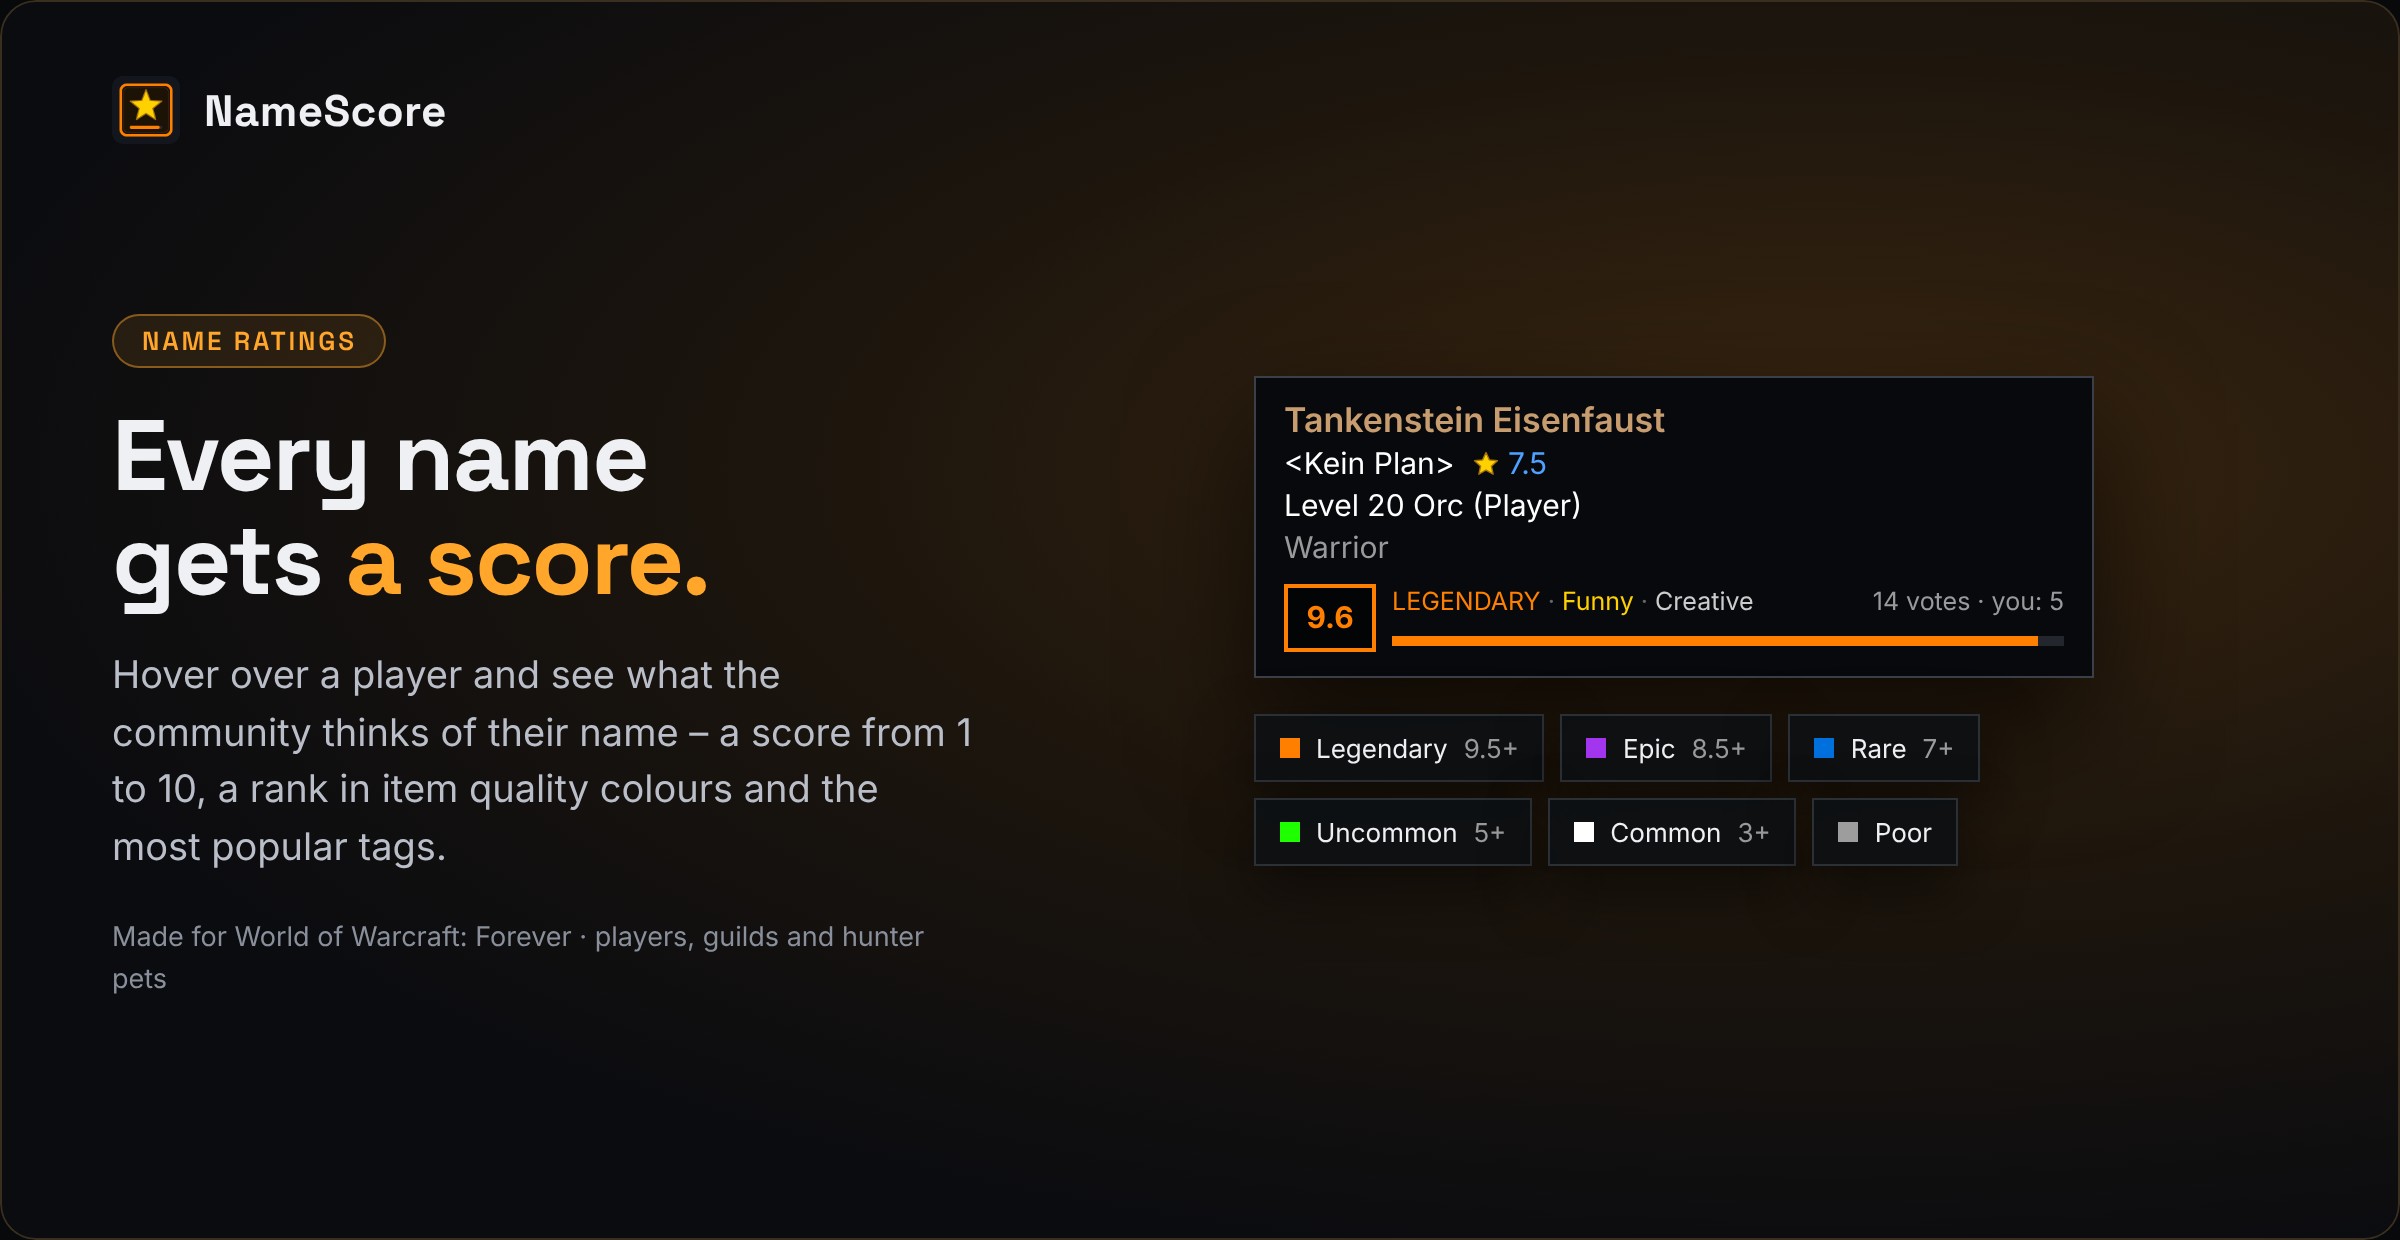 NameScore
NAME RATINGS
Every name
gets a score.
Hover over a player and see what the
community thinks of their name – a score from 1
to 10, a rank in item quality colours and the
most popular tags.
Made for World of Warcraft: Forever · players, guilds and hunter
pets
Tankenstein Eisenfaust
<Kein Plan> 7.5
Level 20 Orc (Player)
Warrior
9.6 LEGENDARY · Funny · Creative 14 votes · you: 5
Legendary 9.5+ Epic 8.5+ Rare 7+
Uncommon 5+ Common 3+ Poor